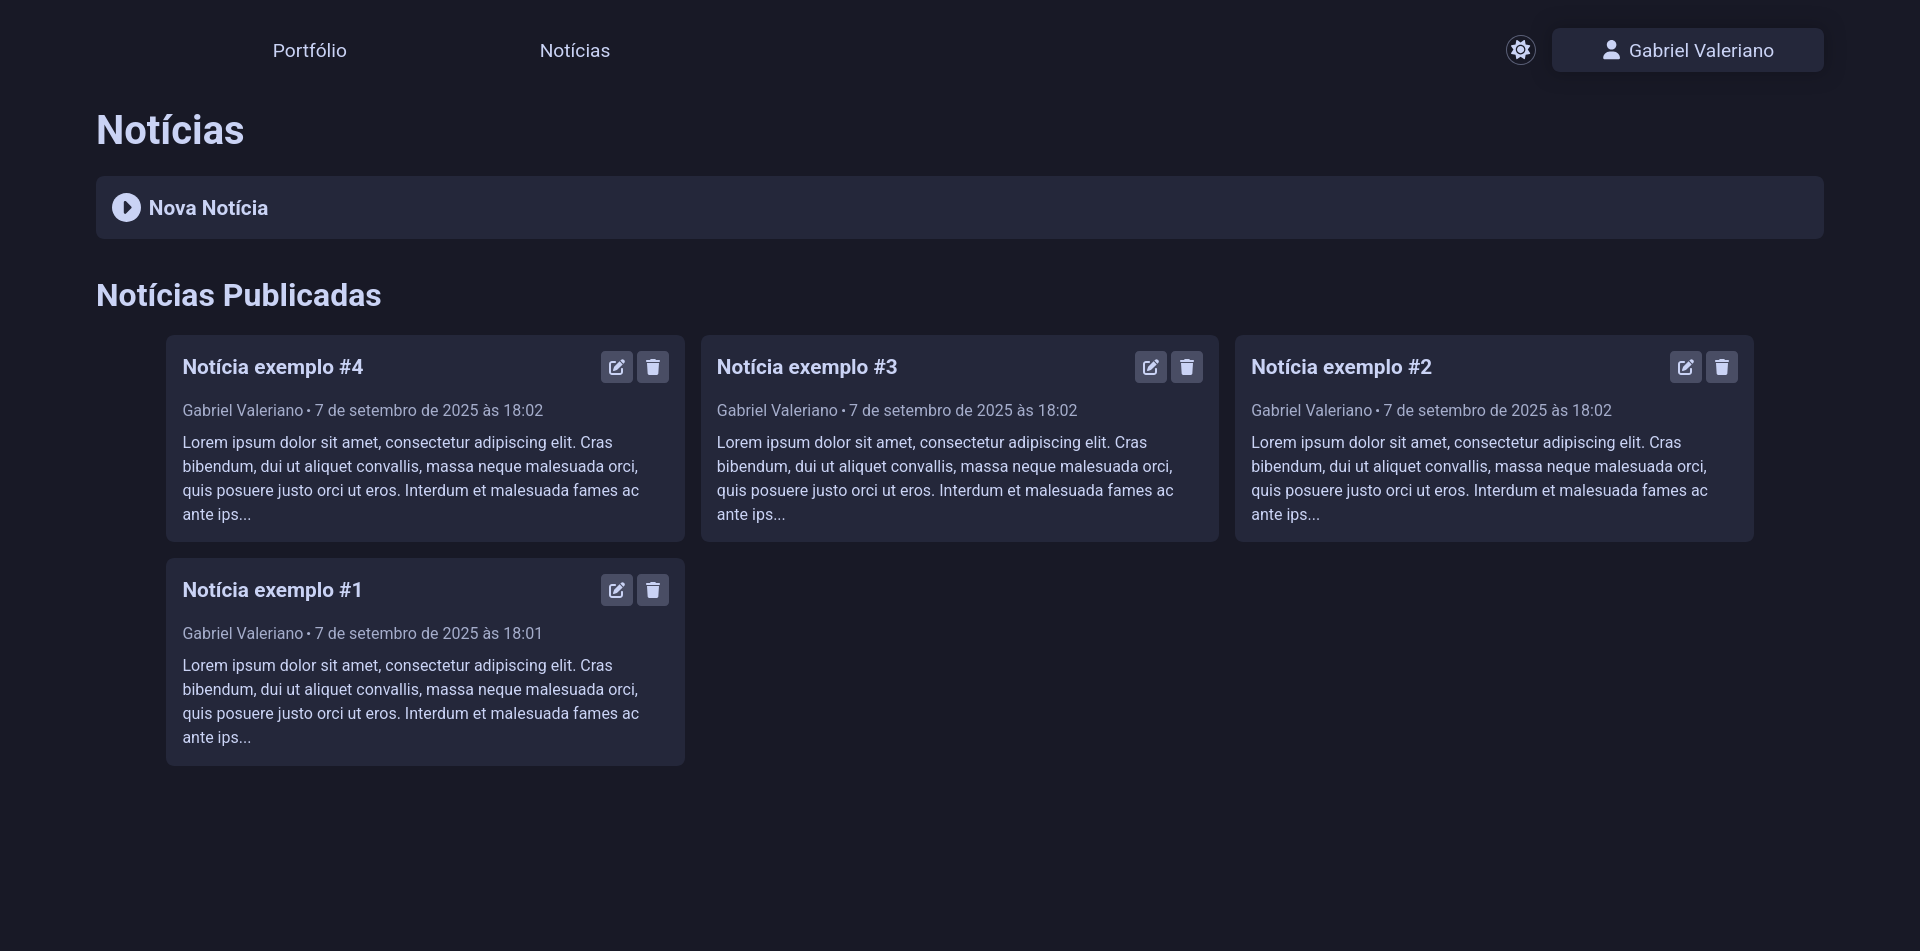 Portfólio
Notícias
Gabriel Valeriano
Notícias
Nova Notícia
Notícias Publicadas
Notícia exemplo #4
Gabriel Valeriano • 7 de setembro de 2025 às 18:02
Lorem ipsum dolor sit amet, consectetur adipiscing elit. Cras
bibendum, dui ut aliquet convallis, massa neque malesuada orci,
quis posuere justo orci ut eros. Interdum et malesuada fames ac
ante ips...
Notícia exemplo #3
Gabriel Valeriano • 7 de setembro de 2025 às 18:02
Lorem ipsum dolor sit amet, consectetur adipiscing elit. Cras
bibendum, dui ut aliquet convallis, massa neque malesuada orci,
quis posuere justo orci ut eros. Interdum et malesuada fames ac
ante ips...
Notícia exemplo #2
Gabriel Valeriano • 7 de setembro de 2025 às 18:02
Lorem ipsum dolor sit amet, consectetur adipiscing elit. Cras
bibendum, dui ut aliquet convallis, massa neque malesuada orci,
quis posuere justo orci ut eros. Interdum et malesuada fames ac
ante ips...
Notícia exemplo #1
Gabriel Valeriano • 7 de setembro de 2025 às 18:01
Lorem ipsum dolor sit amet, consectetur adipiscing elit. Cras
bibendum, dui ut aliquet convallis, massa neque malesuada orci,
quis posuere justo orci ut eros. Interdum et malesuada fames ac
ante ips...